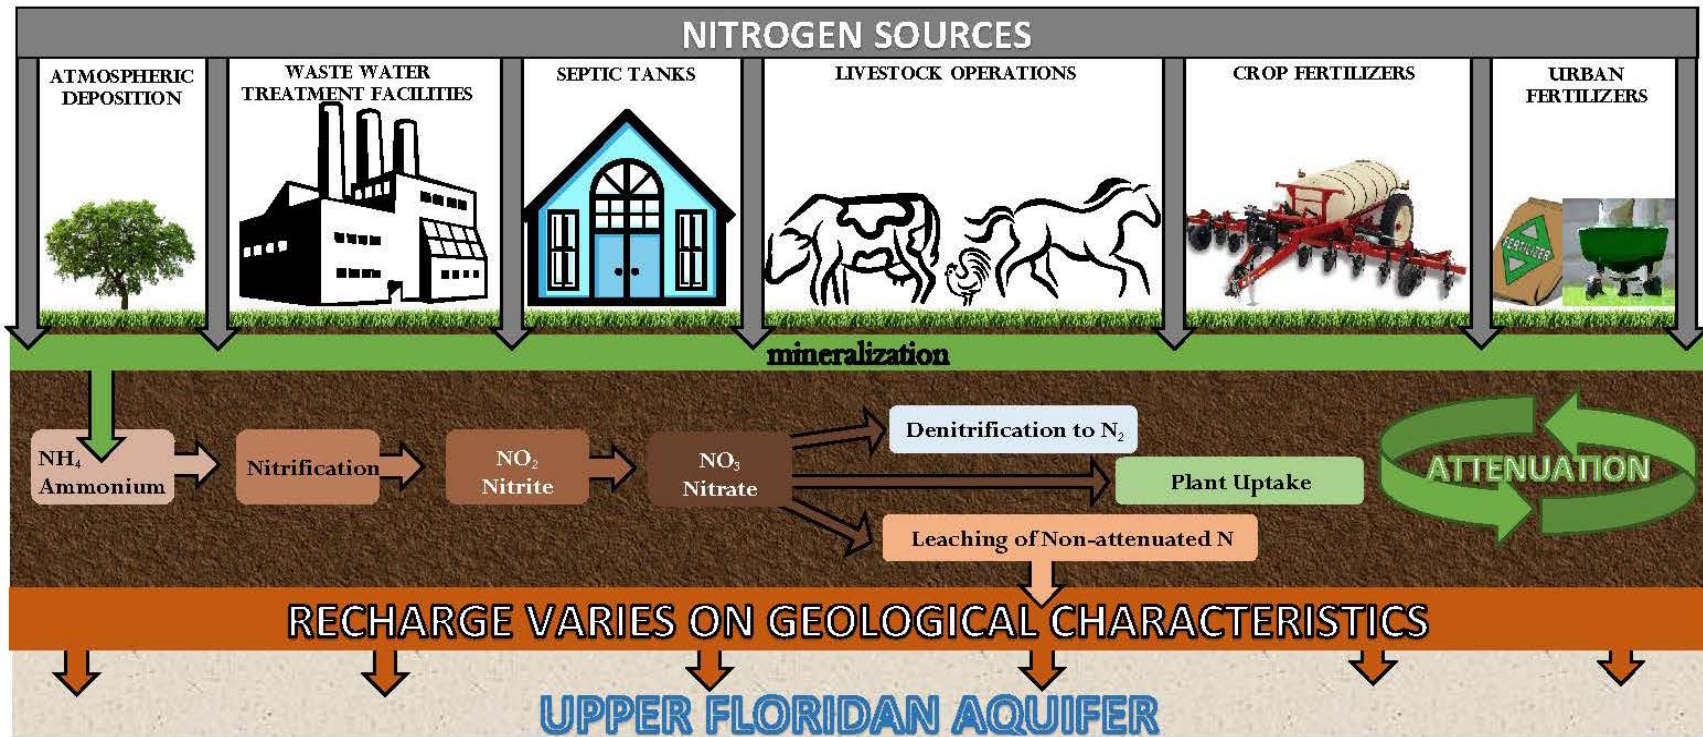 NITROGEN SOURCES
ATMOSPHERIC
DEPOSITION
WASTE WATER
TREATMENT FACILITIES
SEPTIC TANKS
LIVESTOCK OPERATIONS
CROP FERTILIZERS
URBAN
FERTILIZERS
FERTILIZER
mineralization
NH₄
Ammonium
Nitrification
NO₂
Nitrite
NO₃
Nitrate
Denitrification to N₂
Plant Uptake
Leaching of Non-attenuated N
ATTENUATION
RECHARGE VARIES ON GEOLOGICAL CHARACTERISTICS
UPPER FLORIDAN AQUIFER